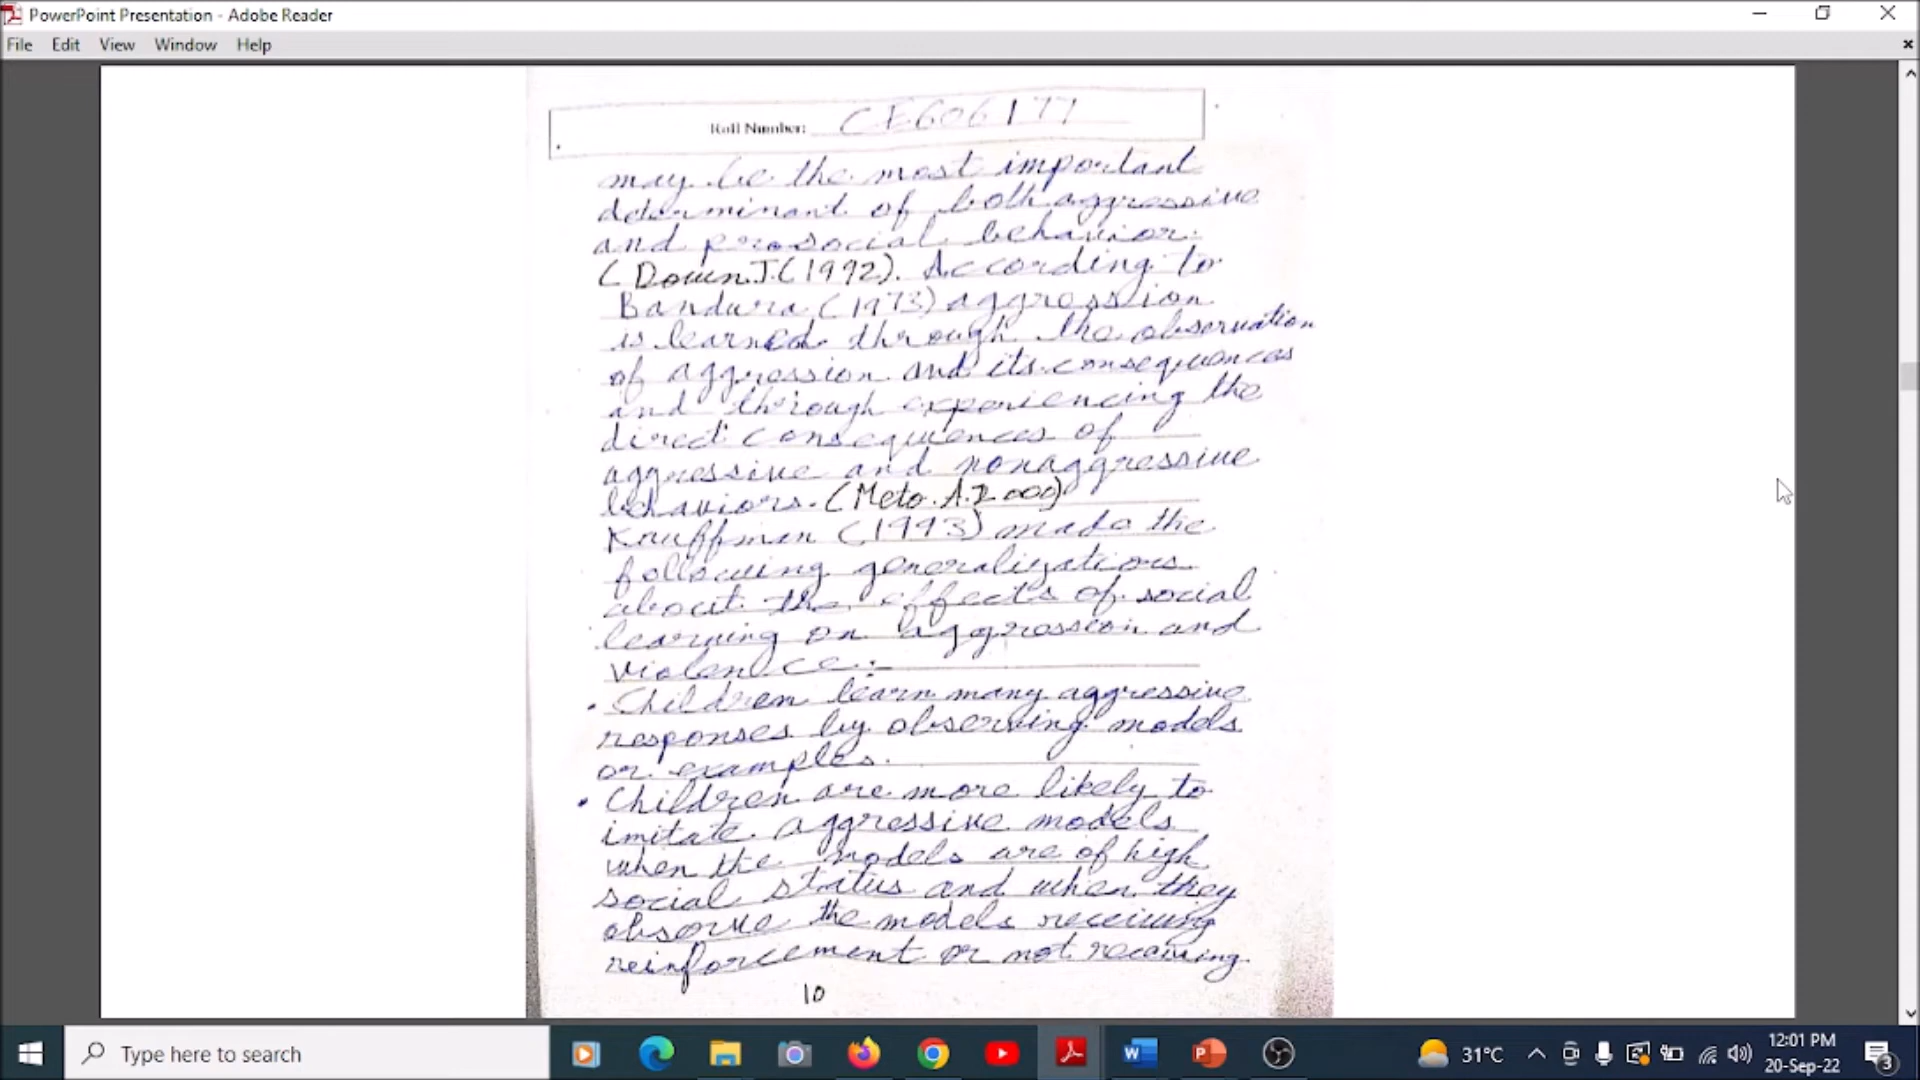 PowerPoint Presentation - Adobe Reader
File Edit View Window Help
Roll Number: CE606177
may be the most important
determinant of both aggressive
and prosocial behavior.
(Down.J.(1992). According to
Bandura (1973) aggression
is learned through the observation
of aggression and its consequences
and through experiencing the
direct consequences of
aggressive and nonaggressive
behaviors. (Meto.A.2000)
Knuffman (1993) made the
following generalizations
about the effects of social
learning on aggression and
violence:-
• Children learn many aggressive
responses by observing models
or examples.
• Children are more likely to
imitate aggressive models
when the models are of high
social status and when they
observe the models receiving
reinforcement or not receiving
10
Type here to search
31°C
12:01 PM
20-Sep-22
3